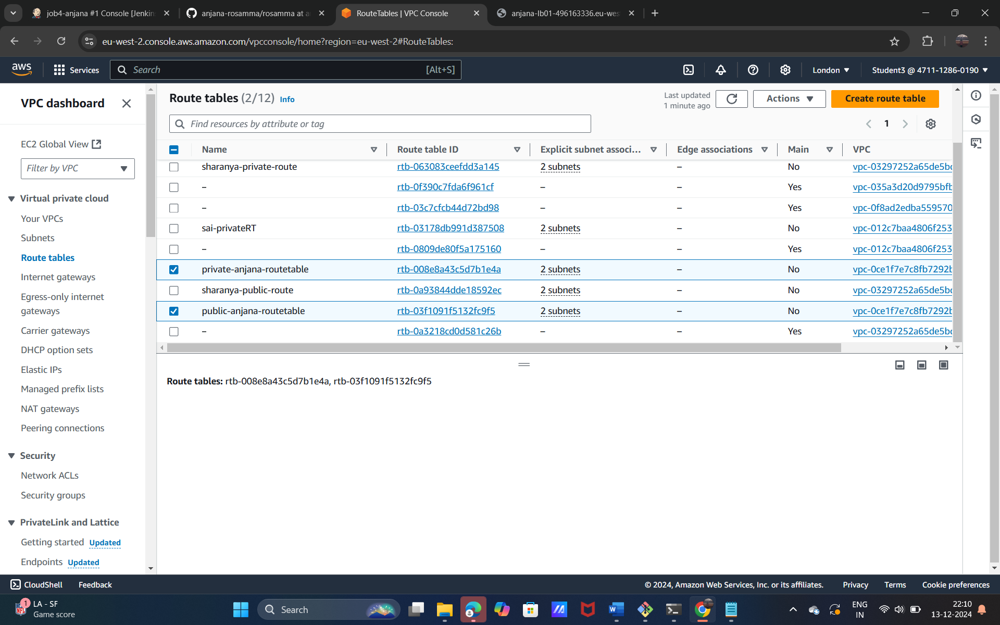 job4-anjana #1 Console [Jenkin
anjana-rosamma/rosamma at a
RouteTables | VPC Console
anjana-lb01-496163336.eu-wes
eu-west-2.console.aws.amazon.com/vpcconsole/home?region=eu-west-2#RouteTables:
aws
Services
Search
[Alt+S]
London
Student3 @ 4711-1286-0190
VPC dashboard
EC2 Global View
Filter by VPC
Virtual private cloud
Your VPCs
Subnets
Route tables
Internet gateways
Egress-only internet
gateways
Carrier gateways
DHCP option sets
Elastic IPs
Managed prefix lists
NAT gateways
Peering connections
Security
Network ACLs
Security groups
PrivateLink and Lattice
Getting started Updated
Endpoints Updated
Route tables (2/12) Info
Last updated
1 minute ago
Actions
Create route table
Find resources by attribute or tag
1
Name Route table ID Explicit subnet associ... Edge associations Main VPC
sharanya-private-route rtb-063083ceefdd3a145 2 subnets – No vpc-03297252a65de5bc
– rtb-0f390c7fda6f961cf – – Yes vpc-035a3d20d9795bfb
– rtb-03c7cfcb44d72bd98 – – Yes vpc-0f8ad2edba559570
sai-privateRT rtb-03178db991d387508 2 subnets – No vpc-012c7baa4806f253
– rtb-0809de80f5a175160 – – Yes vpc-012c7baa4806f253
private-anjana-routetable rtb-008e8a43c5d7b1e4a 2 subnets – No vpc-0ce1f7e7c8fb7292b
sharanya-public-route rtb-0a93844dde18592ec 2 subnets – No vpc-03297252a65de5bc
public-anjana-routetable rtb-03f1091f5132fc9f5 2 subnets – No vpc-0ce1f7e7c8fb7292b
– rtb-0a3218cd0d581c26b – – Yes vpc-03297252a65de5bc
Route tables: rtb-008e8a43c5d7b1e4a, rtb-03f1091f5132fc9f5
CloudShell
Feedback
© 2024, Amazon Web Services, Inc. or its affiliates.
Privacy
Terms
Cookie preferences
1
LA - SF
Game score
Search
ENG
IN
22:10
13-12-2024